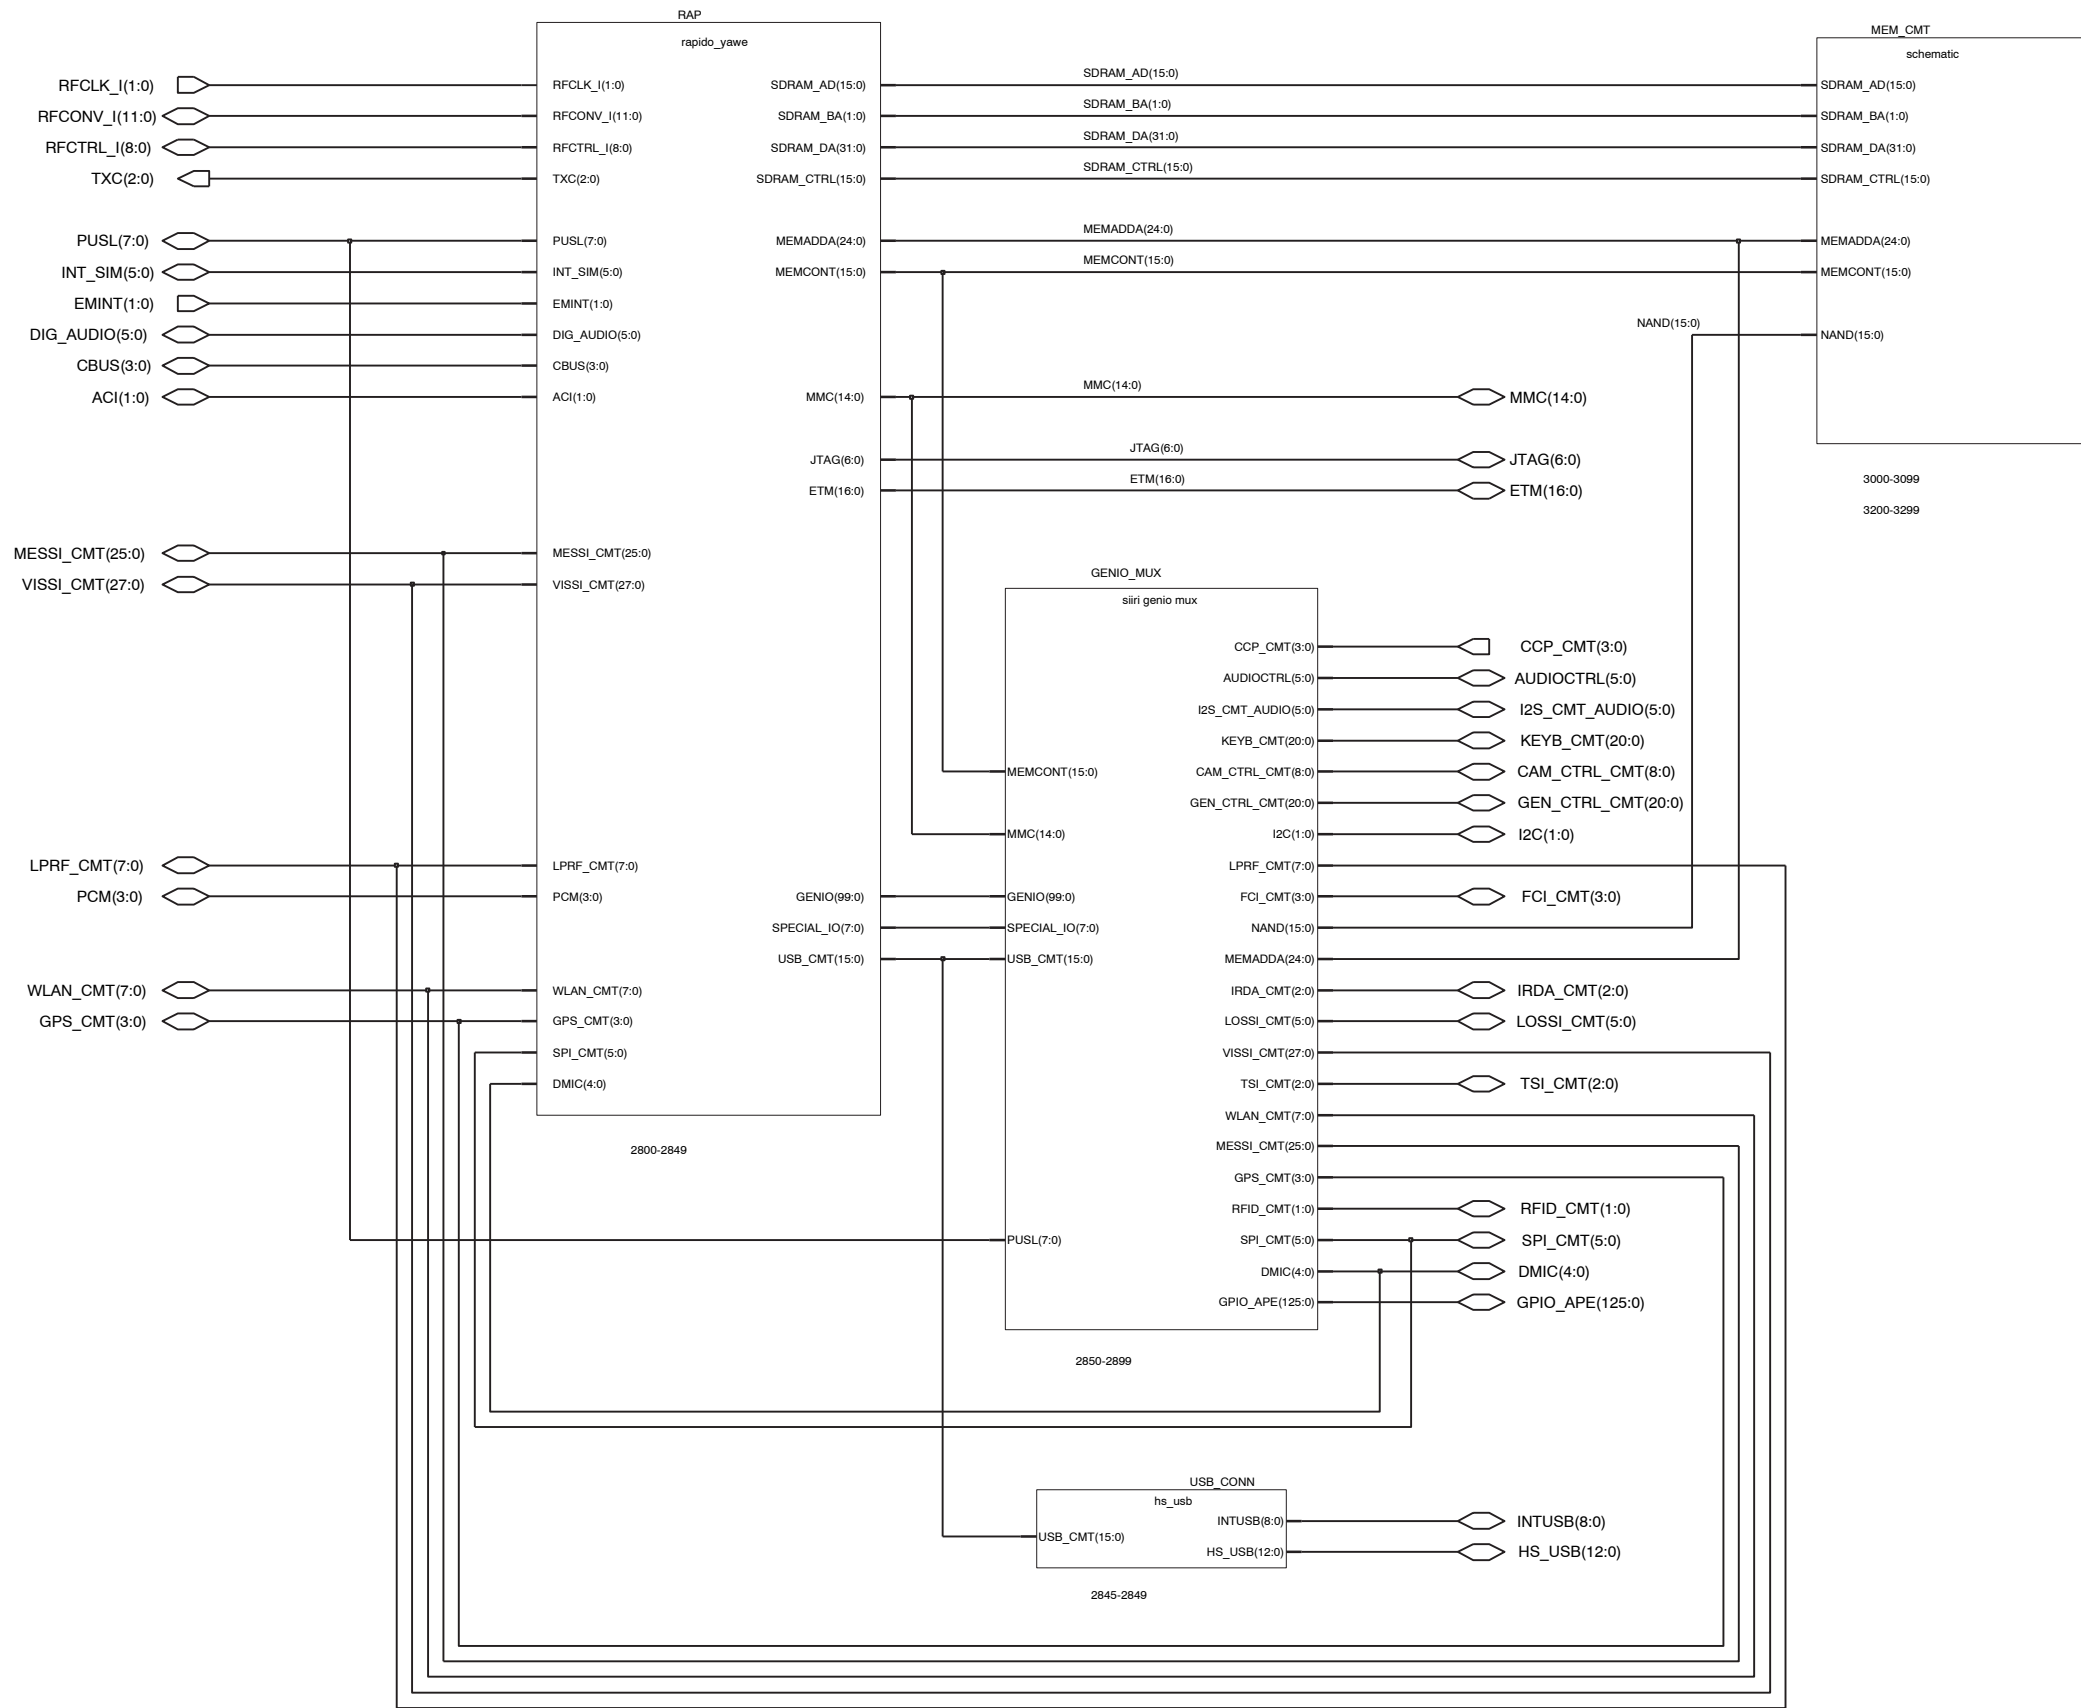 RAP
rapido_yawe
RFCLK_I(1:0)
RFCONV_I(11:0)
RFCTRL_I(8:0)
TXC(2:0)
PUSL(7:0)
INT_SIM(5:0)
EMINT(1:0)
DIG_AUDIO(5:0)
CBUS(3:0)
ACI(1:0)
MESSI_CMT(25:0)
VISSI_CMT(27:0)
LPRF_CMT(7:0)
PCM(3:0)
WLAN_CMT(7:0)
GPS_CMT(3:0)
RFCLK_I(1:0)
RFCONV_I(11:0)
RFCTRL_I(8:0)
TXC(2:0)
PUSL(7:0)
INT_SIM(5:0)
EMINT(1:0)
DIG_AUDIO(5:0)
CBUS(3:0)
ACI(1:0)
MESSI_CMT(25:0)
VISSI_CMT(27:0)
LPRF_CMT(7:0)
PCM(3:0)
WLAN_CMT(7:0)
GPS_CMT(3:0)
SPI_CMT(5:0)
DMIC(4:0)
SDRAM_AD(15:0)
SDRAM_BA(1:0)
SDRAM_DA(31:0)
SDRAM_CTRL(15:0)
MEMADDA(24:0)
MEMCONT(15:0)
MMC(14:0)
JTAG(6:0)
ETM(16:0)
GENIO(99:0)
SPECIAL_IO(7:0)
USB_CMT(15:0)
2800-2849
SDRAM_AD(15:0)
SDRAM_BA(1:0)
SDRAM_DA(31:0)
SDRAM_CTRL(15:0)
MEMADDA(24:0)
MEMCONT(15:0)
NAND(15:0)
MMC(14:0)
JTAG(6:0)
ETM(16:0)
MMC(14:0)
JTAG(6:0)
ETM(16:0)
MEM_CMT
schematic
SDRAM_AD(15:0)
SDRAM_BA(1:0)
SDRAM_DA(31:0)
SDRAM_CTRL(15:0)
MEMADDA(24:0)
MEMCONT(15:0)
NAND(15:0)
3000-3099
3200-3299
GENIO_MUX
siiri genio mux
MEMCONT(15:0)
MMC(14:0)
GENIO(99:0)
SPECIAL_IO(7:0)
USB_CMT(15:0)
PUSL(7:0)
CCP_CMT(3:0)
AUDIOCTRL(5:0)
I2S_CMT_AUDIO(5:0)
KEYB_CMT(20:0)
CAM_CTRL_CMT(8:0)
GEN_CTRL_CMT(20:0)
I2C(1:0)
LPRF_CMT(7:0)
FCI_CMT(3:0)
NAND(15:0)
MEMADDA(24:0)
IRDA_CMT(2:0)
LOSSI_CMT(5:0)
VISSI_CMT(27:0)
TSI_CMT(2:0)
WLAN_CMT(7:0)
MESSI_CMT(25:0)
GPS_CMT(3:0)
RFID_CMT(1:0)
SPI_CMT(5:0)
DMIC(4:0)
GPIO_APE(125:0)
CCP_CMT(3:0)
AUDIOCTRL(5:0)
I2S_CMT_AUDIO(5:0)
KEYB_CMT(20:0)
CAM_CTRL_CMT(8:0)
GEN_CTRL_CMT(20:0)
I2C(1:0)
FCI_CMT(3:0)
IRDA_CMT(2:0)
LOSSI_CMT(5:0)
TSI_CMT(2:0)
RFID_CMT(1:0)
SPI_CMT(5:0)
DMIC(4:0)
GPIO_APE(125:0)
2850-2899
USB_CONN
hs_usb
USB_CMT(15:0)
INTUSB(8:0)
HS_USB(12:0)
INTUSB(8:0)
HS_USB(12:0)
2845-2849